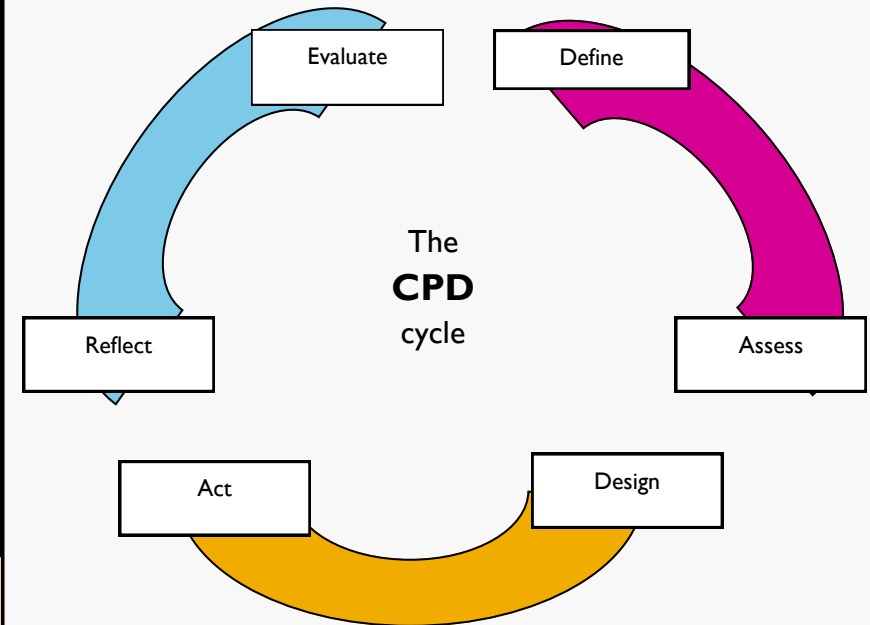 Evaluate
Define
The
CPD
cycle
Reflect
Assess
Act
Design